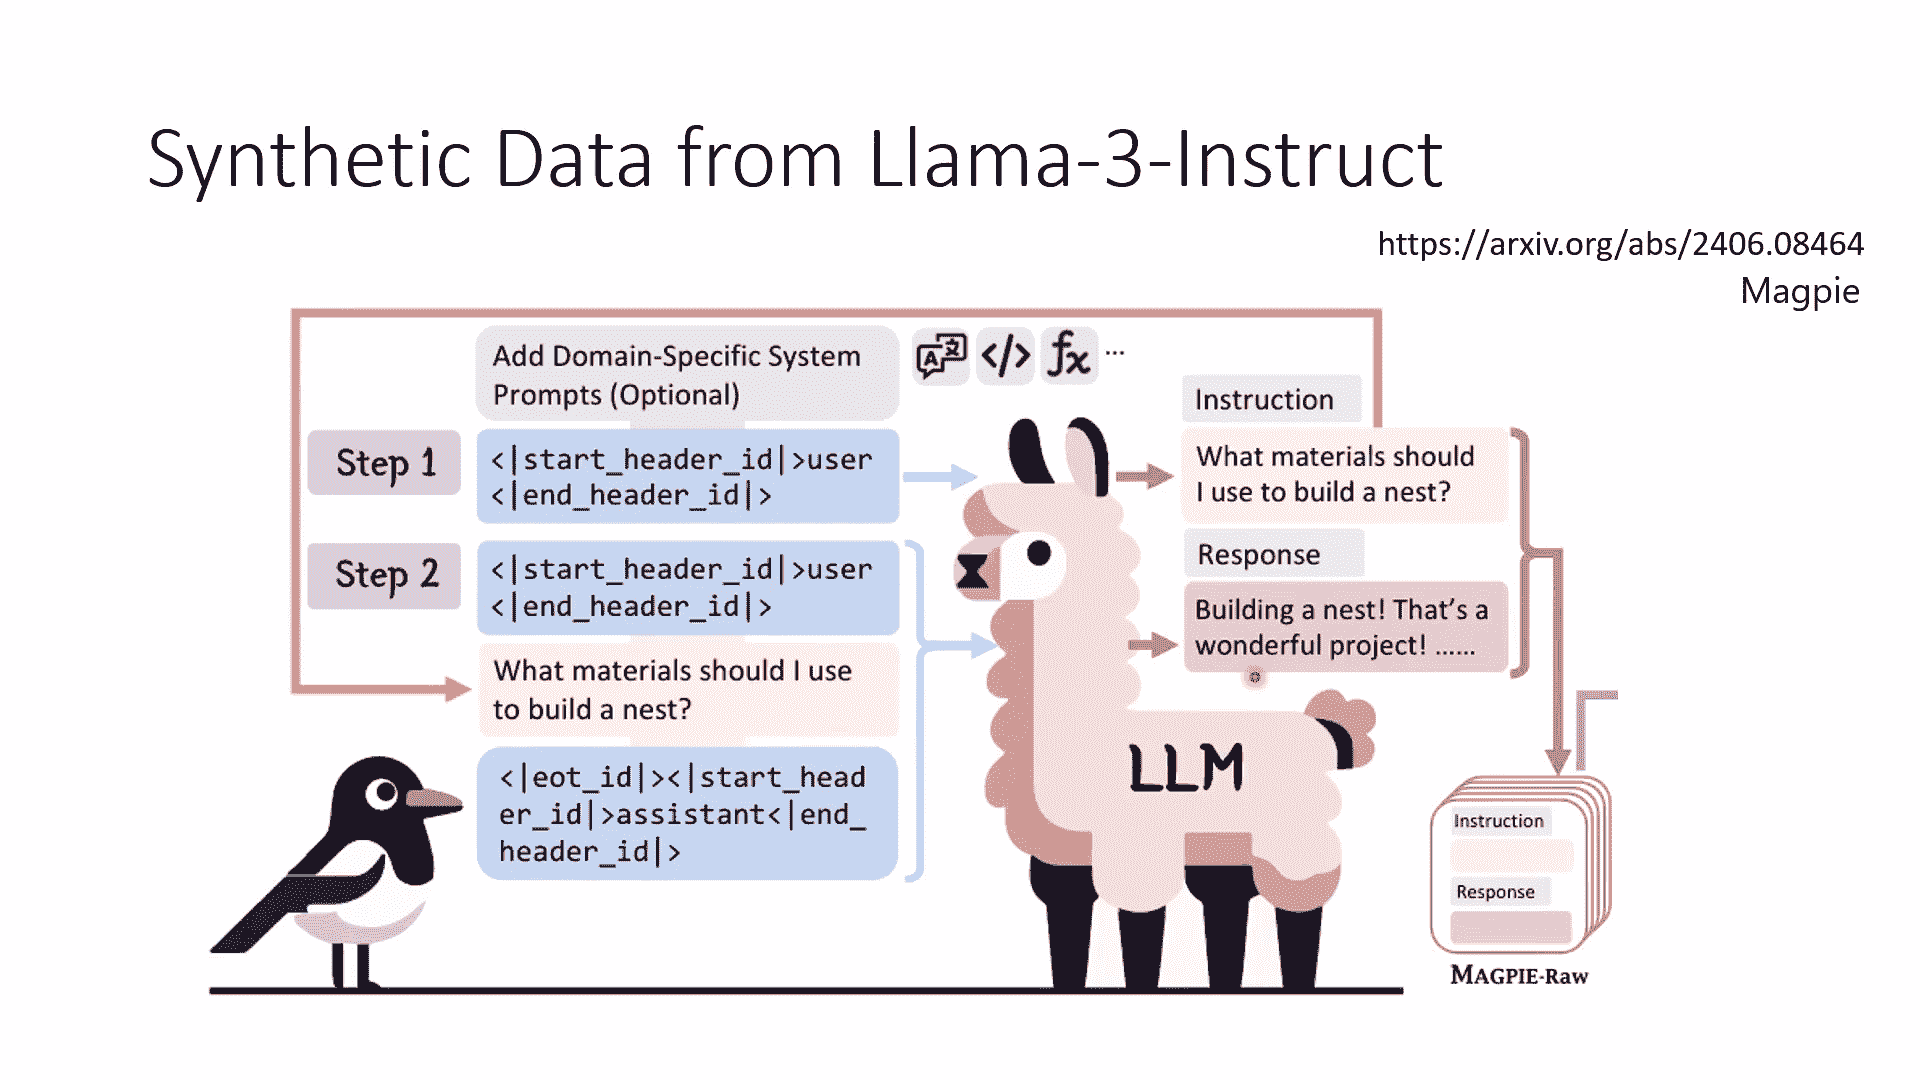 Synthetic Data from Llama-3-Instruct
https://arxiv.org/abs/2406.08464
Magpie
Add Domain-Specific System
Prompts (Optional)
A 文 </> fx ...
Step 1
<|start_header_id|>user
<|end_header_id|>
Instruction
What materials should
I use to build a nest?
Step 2
<|start_header_id|>user
<|end_header_id|>
What materials should I use
to build a nest?
<|eot_id|><|start_head
er_id|>assistant<|end_
header_id|>
Response
Building a nest! That’s a
wonderful project! ......
LLM
Instruction
Response
MAGPIE-Raw